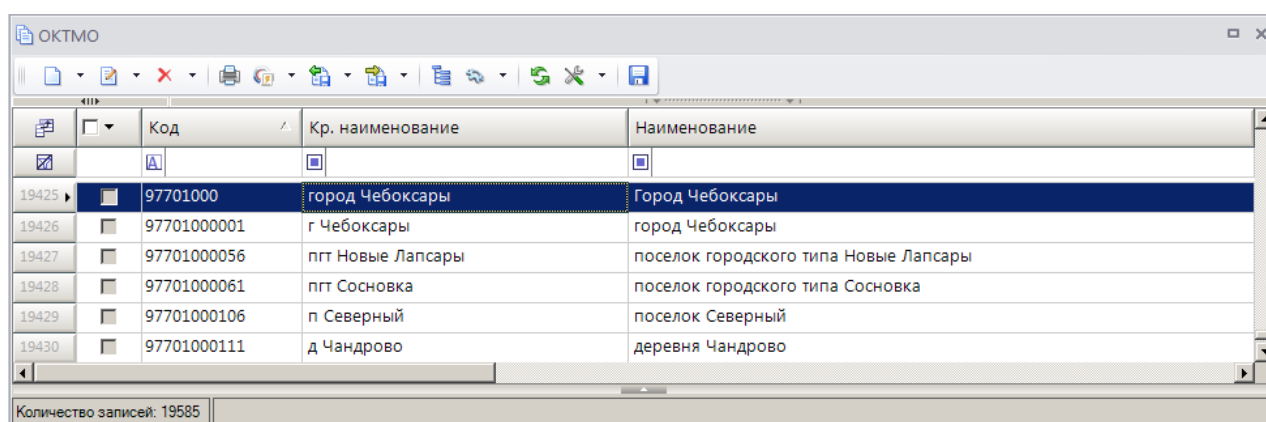 ОКТМО
Код Кр. наименование Наименование
19425 97701000 город Чебоксары Город Чебоксары
19426 97701000001 г Чебоксары город Чебоксары
19427 97701000056 пгт Новые Лапсары поселок городского типа Новые Лапсары
19428 97701000061 пгт Сосновка поселок городского типа Сосновка
19429 97701000106 п Северный поселок Северный
19430 97701000111 д Чандрово деревня Чандрово
Количество записей: 19585